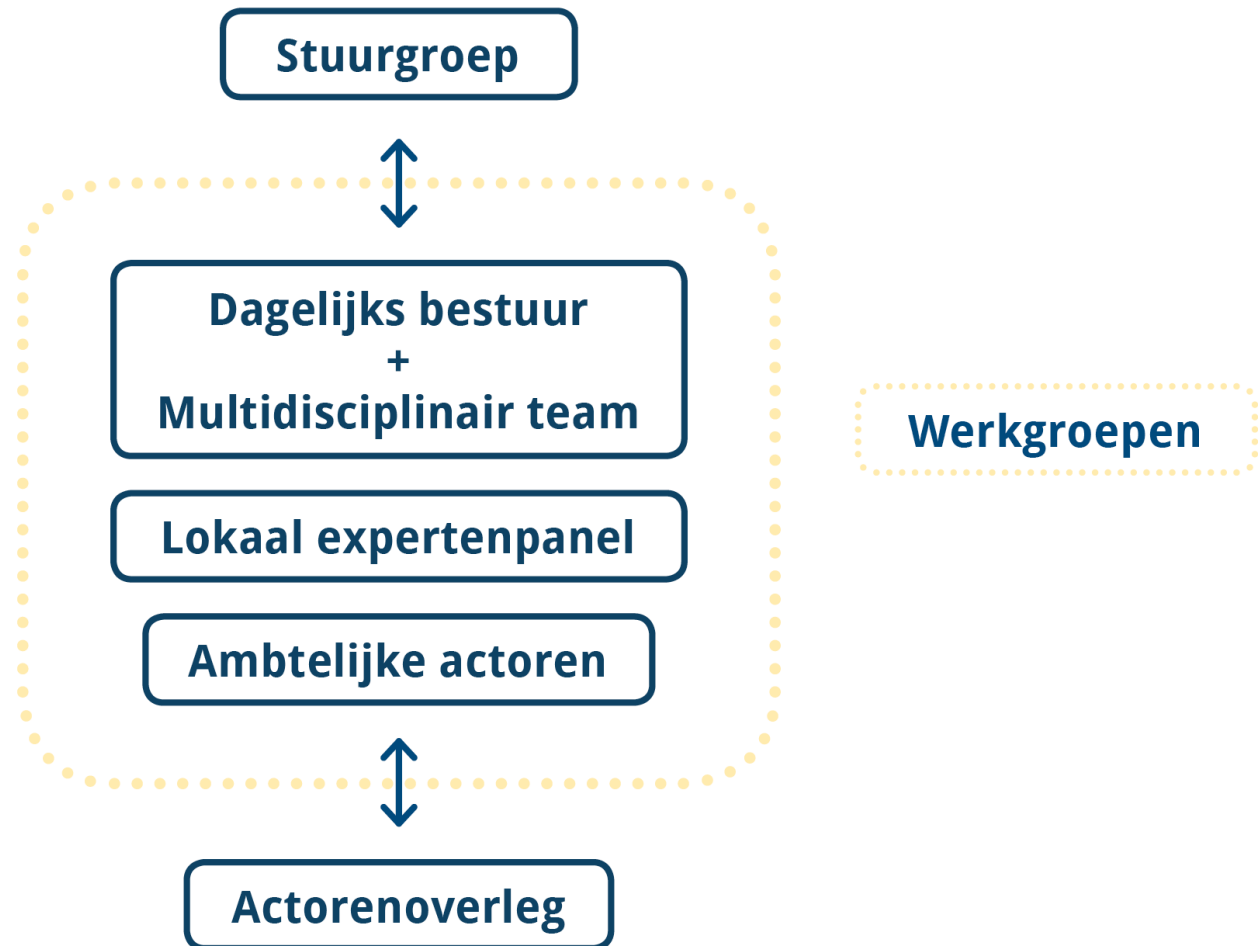 Stuurgroep
Dagelijks bestuur
+
Multidisciplinair team
Werkgroepen
Lokaal expertenpanel
Ambtelijke actoren
Actorenoverleg